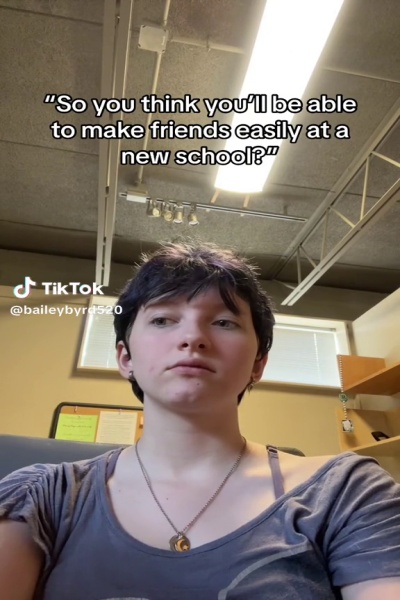 “So you think you’ll be able
to make friends easily at a
new school?”
TikTok
@baileybyrd520